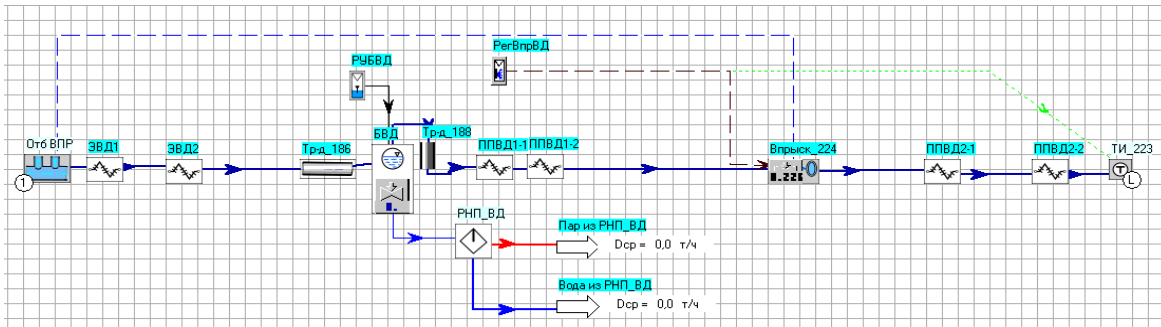 РегВпрВД
РУБВД
Отб ВПР
ЭВД1
ЭВД2
Тр-д_186
БВД
Тр-д_188
ППВД1-1
ППВД1-2
Впрыск_224
ППВД2-1
ППВД2-2
ТИ_223
1
T
L
РНП_ВД
Пар из РНП_ВД
Dср = 0,0 т/ч
Вода из РНП_ВД
Dср = 0,0 т/ч